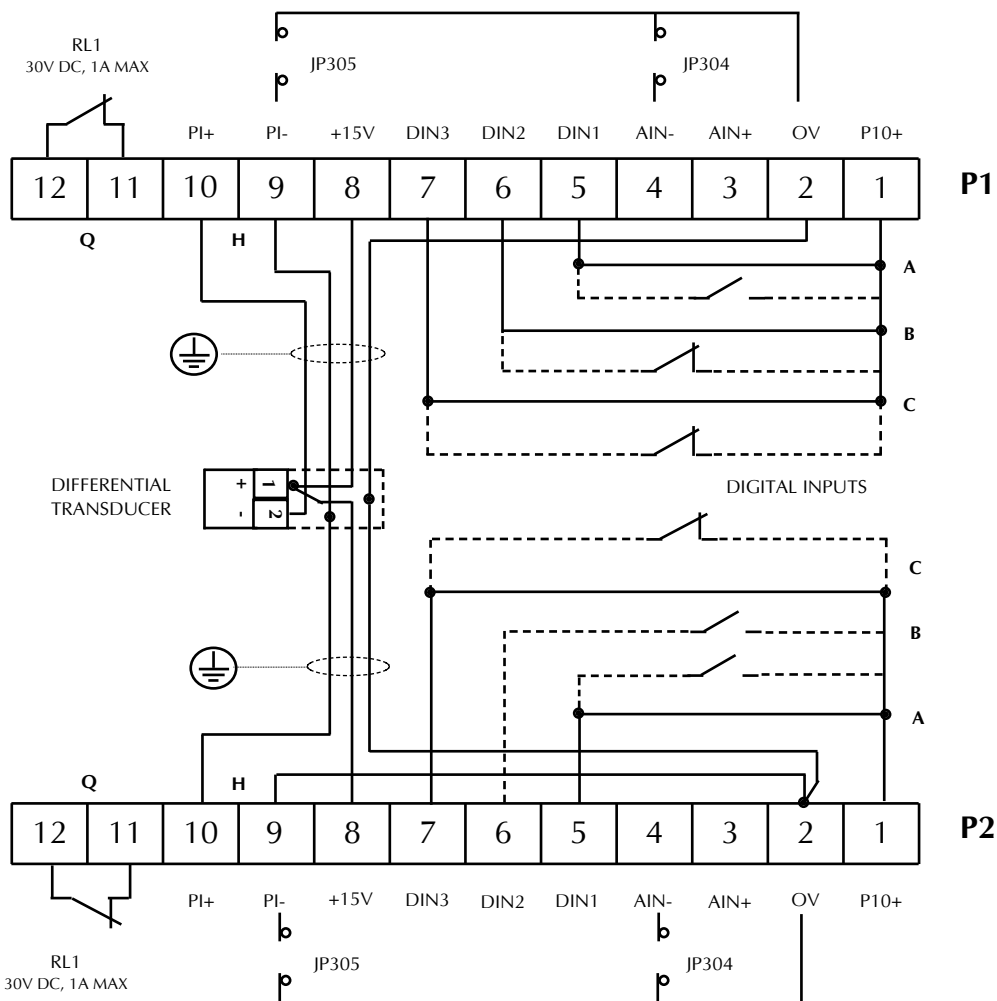 RL1
30V DC, 1A MAX
JP305
JP304
PI+ PI- +15V DIN3 DIN2 DIN1 AIN- AIN+ OV P10+
12 11 10 9 8 7 6 5 4 3 2 1
P1
Q H
A
B
C
DIFFERENTIAL
TRANSDUCER
+ 1
- 2
DIGITAL INPUTS
C
B
A
Q H
12 11 10 9 8 7 6 5 4 3 2 1
P2
PI+ PI- +15V DIN3 DIN2 DIN1 AIN- AIN+ OV P10+
RL1
30V DC, 1A MAX
JP305
JP304